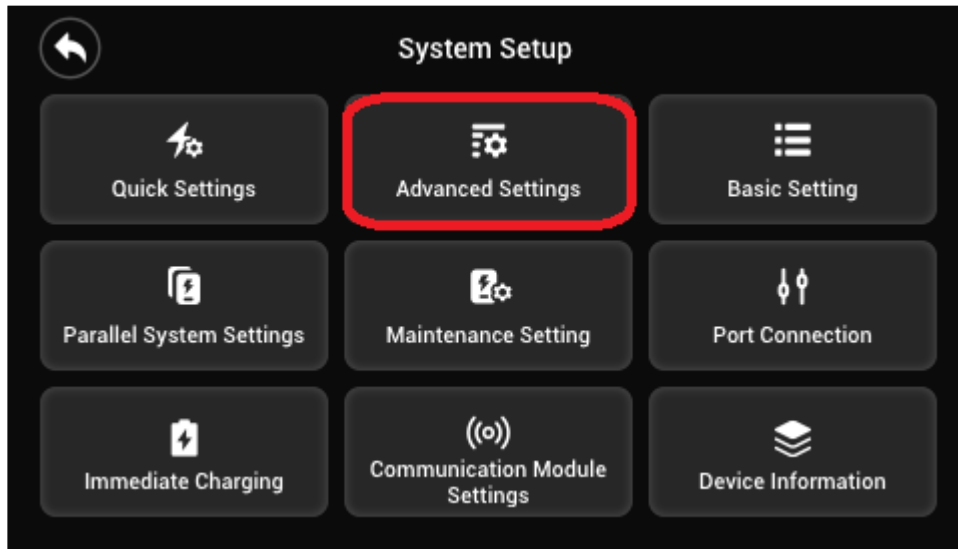 System Setup
Quick Settings
Advanced Settings
Basic Setting
Parallel System Settings
Maintenance Setting
Port Connection
Immediate Charging
Communication Module
Settings
Device Information